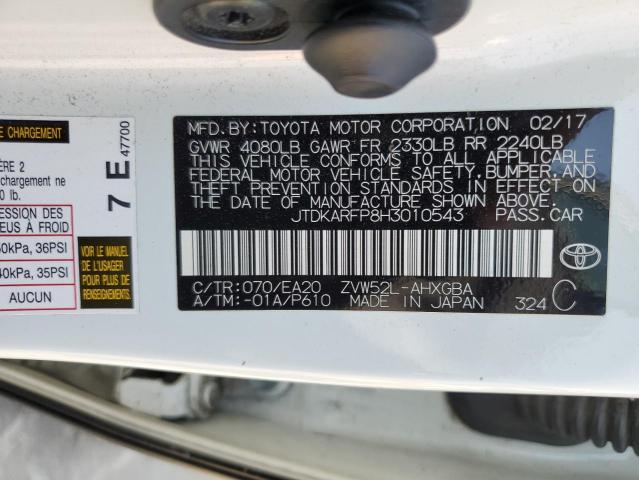 E CHARGEMENT
7 E 47700
ÈRE 2
chargement ne
0 lb.
ESSION DES
EUS À FROID
50kPa, 36PSI
40kPa, 35PSI
AUCUN
VOIR LE MANUEL
DE L'USAGER
POUR PLUS DE
RENSEIGNEMENTS
MFD.BY:TOYOTA MOTOR CORPORATION 02/17
GVWR 4080LB GAWR FR 2330LB RR 2240LB
THIS VEHICLE CONFORMS TO ALL APPLICABLE
FEDERAL MOTOR VEHICLE SAFETY,BUMPER,AND
THEFT PREVENTION STANDARDS IN EFFECT ON
THE DATE OF MANUFACTURE SHOWN ABOVE.
JTDKARFP8H3010543 PASS.CAR
C/TR:070/EA20 ZVW52L-AHXGBA
A/TM:-01A/P610 MADE IN JAPAN 324 C
TOYOTA